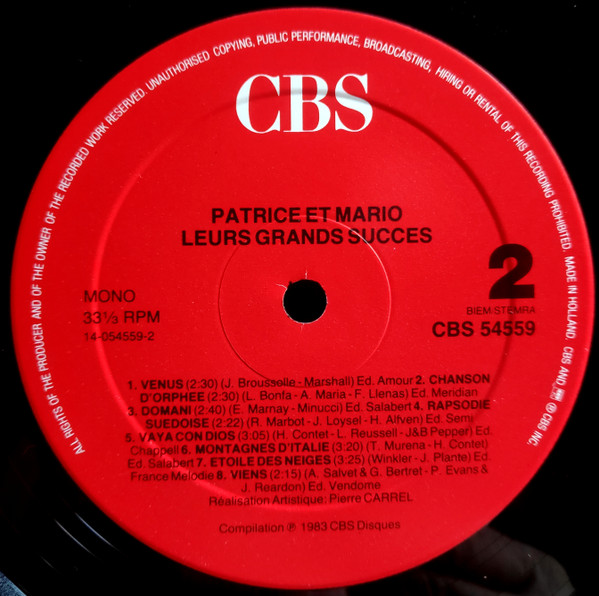 ALL RIGHTS OF THE PRODUCER AND OF THE OWNER OF THE RECORDED WORK RESERVED. UNAUTHORISED COPYING, PUBLIC PERFORMANCE, BROADCASTING, HIRING OR RENTAL OF THIS RECORDING PROHIBITED. MADE IN HOLLAND. CBS AND ℗ CBS INC.
CBS
PATRICE ET MARIO
LEURS GRANDS SUCCES
2
MONO
33⅓ RPM
14-054559-2
BIEM-STEMRA
CBS 54559
1. VENUS (2:30) (J. Broussolle - Marshall) Ed. Amour 2. CHANSON
D'ORPHEE (2:30) (L. Bonfa - A. Maria - F. Llenas) Ed. Meridian
3. DOMANI (2:40) (E. Marnay - Minucci) Ed. Salabert 4. RAPSODIE
SUEDOISE (2:22) (R. Marbot - J. Loysel - H. Alfven) Ed. Semi
5. VAYA CON DIOS (3:05) (H. Contet - L. Reussell - J&B Pepper) Ed.
Chappell 6. MONTAGNES D'ITALIE (3:20) (T. Murena - H. Contet)
Ed. Salabert 7. ETOILE DES NEIGES (3:25) (Winkler - J. Plante) Ed.
France Melodie 8. VIENS (2:15) (A. Salvet & G. Bertret - P. Evans &
J. Reardon) Ed. Vendome
Réalisation Artistique: Pierre CARREL
Compilation ℗ 1983 CBS Disques